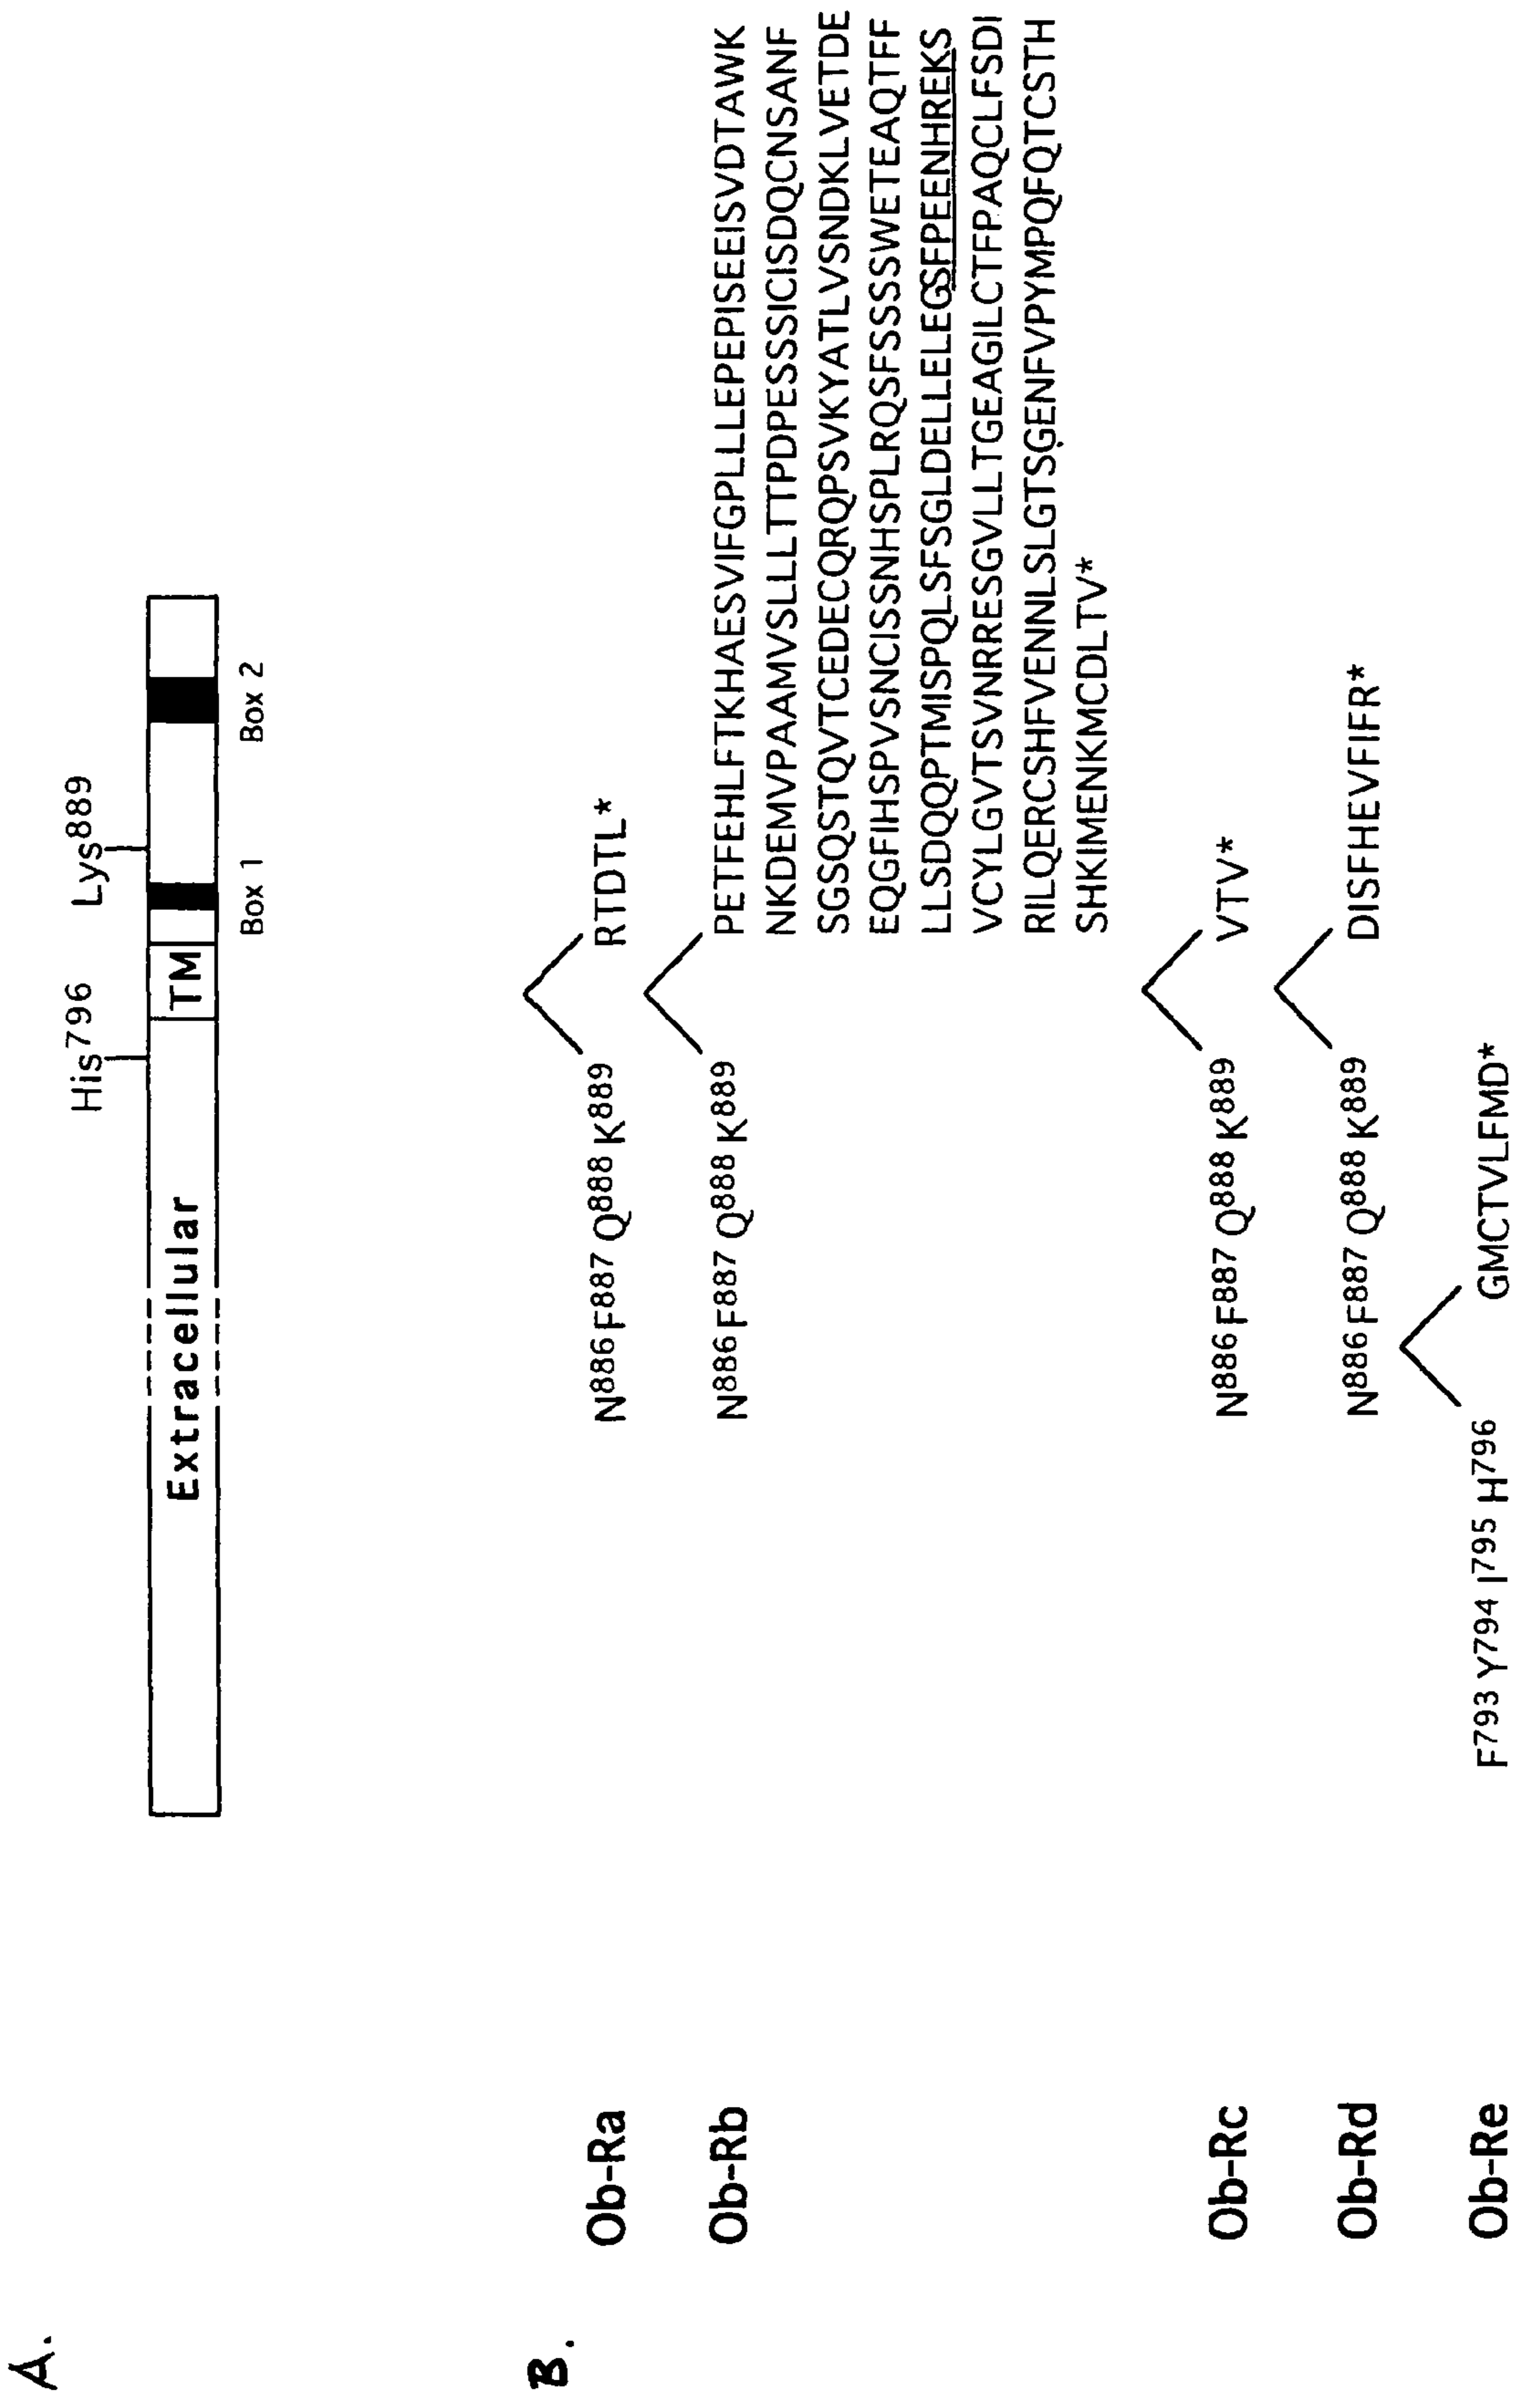 A.
His796 Lys889
Extracellular TM
Box 1 Box 2
B.
Ob-Ra N886 F887 Q888 K889 RTDTL*
Ob-Rb N886 F887 Q888 K889 PETFEHLFTKHAESVIFGPLLLEPEPISEEISVDTAWK
NKDEMVPAAMVSLLLTTPDPESSSICISDQCNSANF
SGSQSTQVTCEDECQRQPSVKYATLVSNDKLVETDE
EQGFIHSPVSNCISSNHSPLRQSFSSSSWETEAQTFF
LLSDQQPTMISPQLSFSGLDELLELEGSFPEENHREKS
VCYLGVTSVNRRESGVLLTGEAGILCTFPAQCLFSDI
RILQERCSHFVENNLSLGTSGENFVPYMPQFQTCSTH
SHKIMENKMCDLTV*
Ob-Rc N886 F887 Q888 K889 VTV*
Ob-Rd N886 F887 Q888 K889 DISFHEVFIFR*
Ob-Re F793 Y794 I795 H796 GMCTVLFMD*